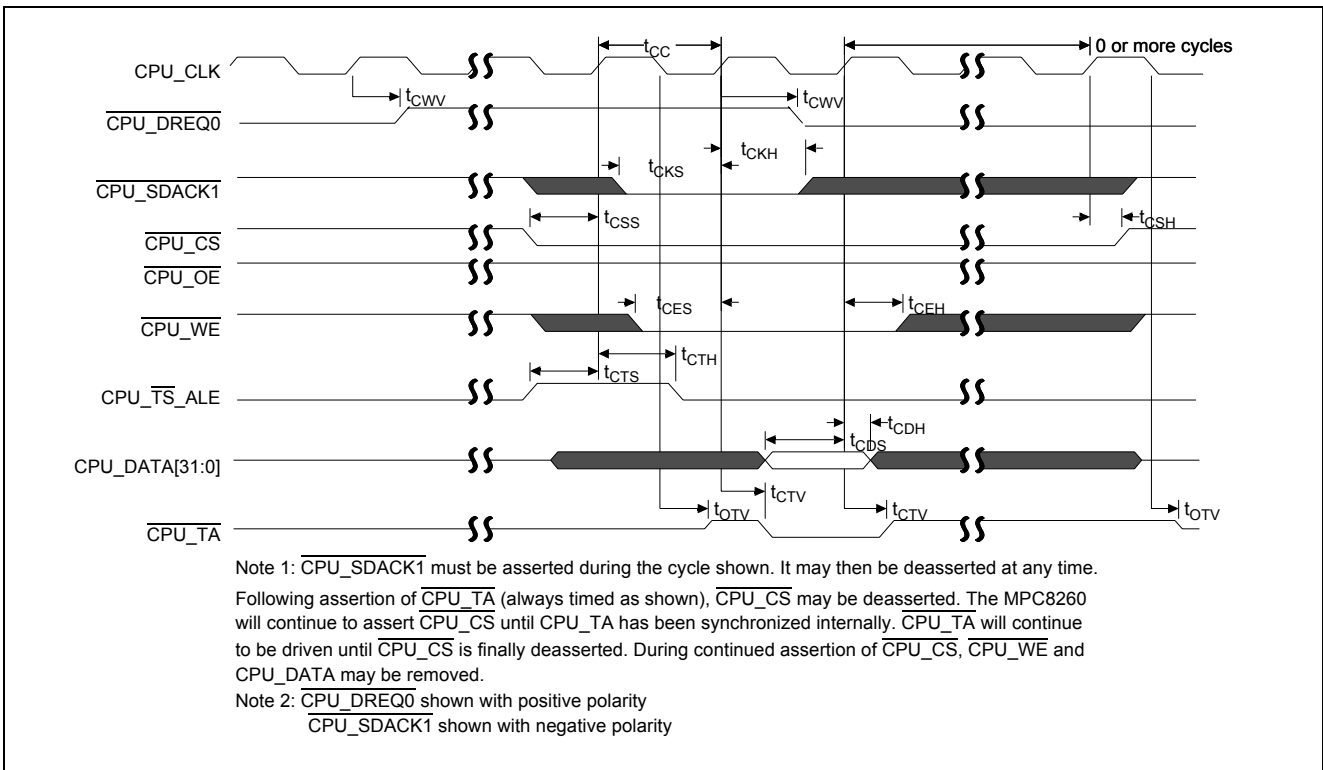 tCC
0 or more cycles
CPU_CLK
tCWV
tCWV
CPU_DREQ0
tCKH
tCKS
CPU_SDACK1
tCSS
tCSH
CPU_CS
CPU_OE
tCES
tCEH
CPU_WE
tCTH
tCTS
CPU_TS_ALE
tCDH
tCDS
CPU_DATA[31:0]
tCTV
tOTV
tCTV
tOTV
CPU_TA
Note 1: CPU_SDACK1 must be asserted during the cycle shown. It may then be deasserted at any time.
Following assertion of CPU_TA (always timed as shown), CPU_CS may be deasserted. The MPC8260
will continue to assert CPU_CS until CPU_TA has been synchronized internally. CPU_TA will continue
to be driven until CPU_CS is finally deasserted. During continued assertion of CPU_CS, CPU_WE and
CPU_DATA may be removed.
Note 2: CPU_DREQ0 shown with positive polarity
CPU_SDACK1 shown with negative polarity